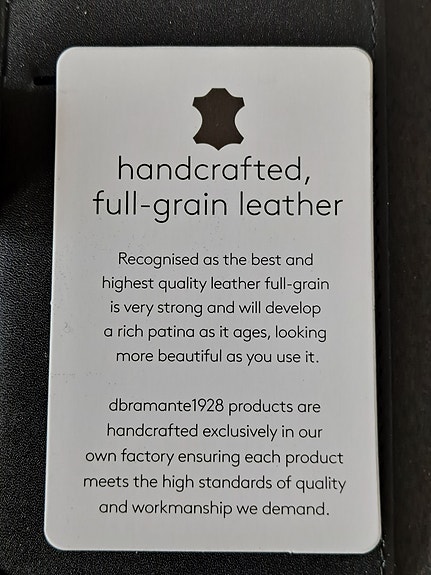 handcrafted,
full-grain leather
Recognised as the best and
highest quality leather full-grain
is very strong and will develop
a rich patina as it ages, looking
more beautiful as you use it.
dbramante1928 products are
handcrafted exclusively in our
own factory ensuring each product
meets the high standards of quality
and workmanship we demand.